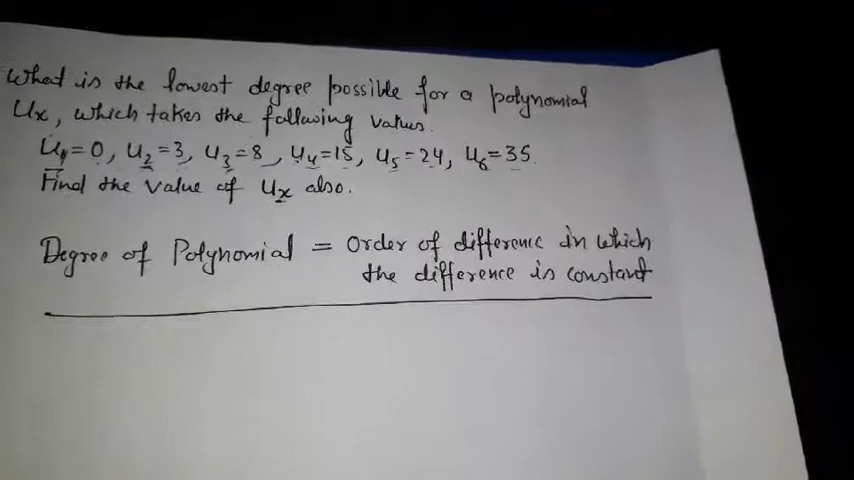 What is the lowest degree possible for a polynomial
Ux, which takes the following values.
U1=0, U2=3, U3=8, U4=15, U5=24, U6=35.
Find the value of Ux also.
Degree of Polynomial = Order of difference in which
the difference is constant